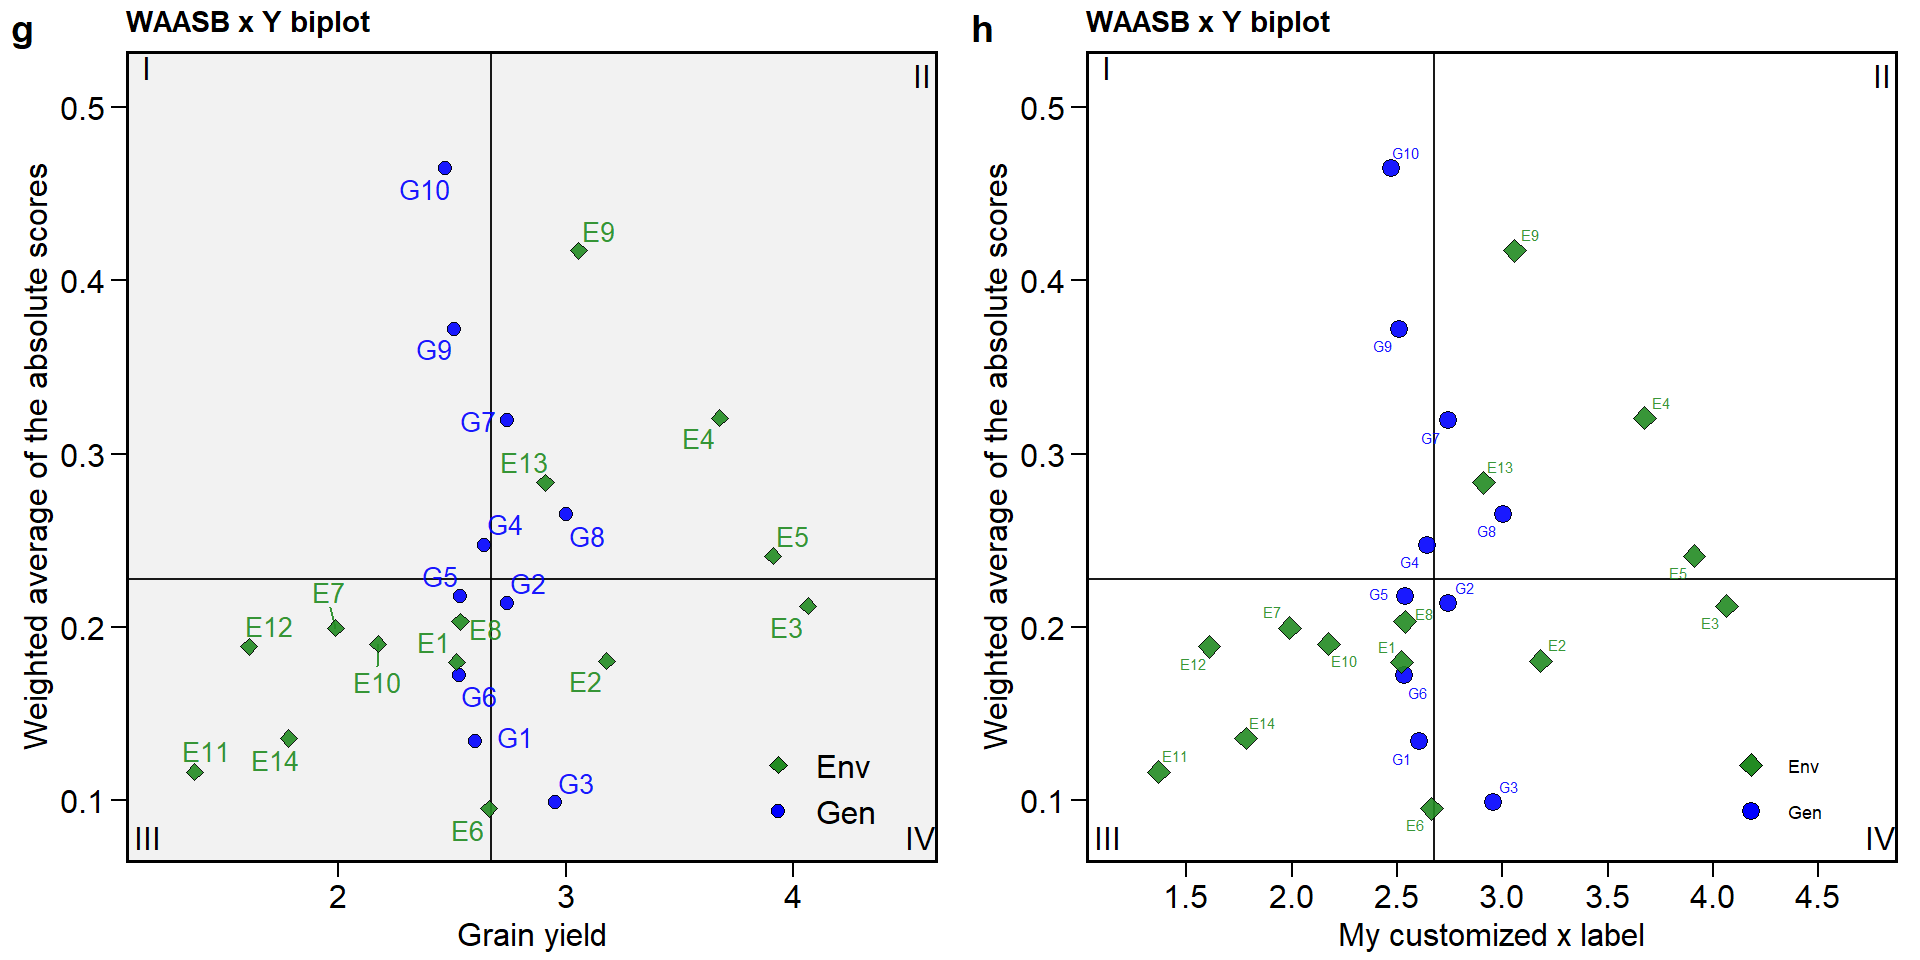 g
WAASB x Y biplot
I
II
0.5
0.4
0.3
0.2
0.1
Weighted average of the absolute scores
G10
E9
G9
G7
E4
E13
G4
G8
E5
G5
G2
E7
E12
E8
E1
E3
E10
E2
G6
G1
E11
E14
G3
E6
Env
Gen
III
IV
2
3
4
Grain yield
h
WAASB x Y biplot
I
II
0.5
0.4
0.3
0.2
0.1
Weighted average of the absolute scores
G10
E9
G9
E4
G7
E13
G8
G4
E5
G5
G2
E7
E8
E3
E12
E10
E1
E2
G6
E14
G1
E11
G3
E6
Env
Gen
III
IV
1.5
2.0
2.5
3.0
3.5
4.0
4.5
My customized x label